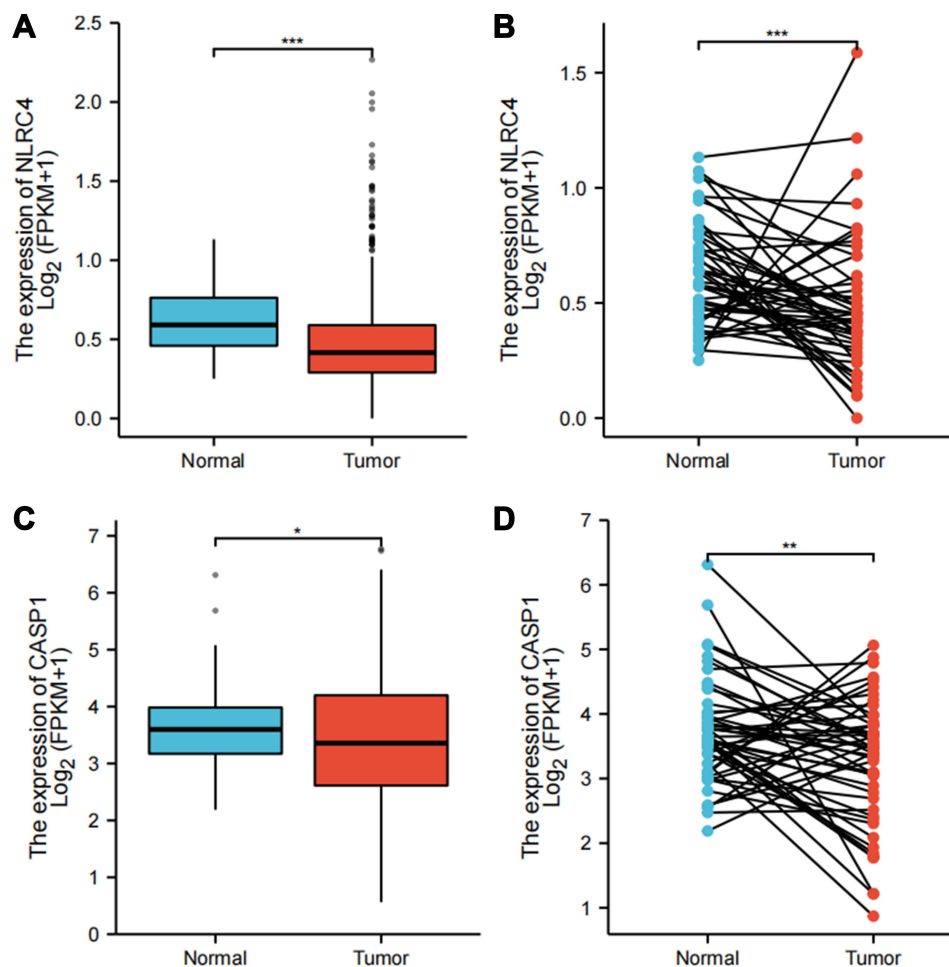 A
The expression of NLRC4
Log2 (FPKM+1)
2.5
2.0
1.5
1.0
0.5
0.0
***
Normal
Tumor
B
The expression of NLRC4
Log2 (FPKM+1)
1.5
1.0
0.5
0.0
***
Normal
Tumor
C
The expression of CASP1
Log2 (FPKM+1)
7
6
5
4
3
2
1
0
*
Normal
Tumor
D
The expression of CASP1
Log2 (FPKM+1)
7
6
5
4
3
2
1
**
Normal
Tumor